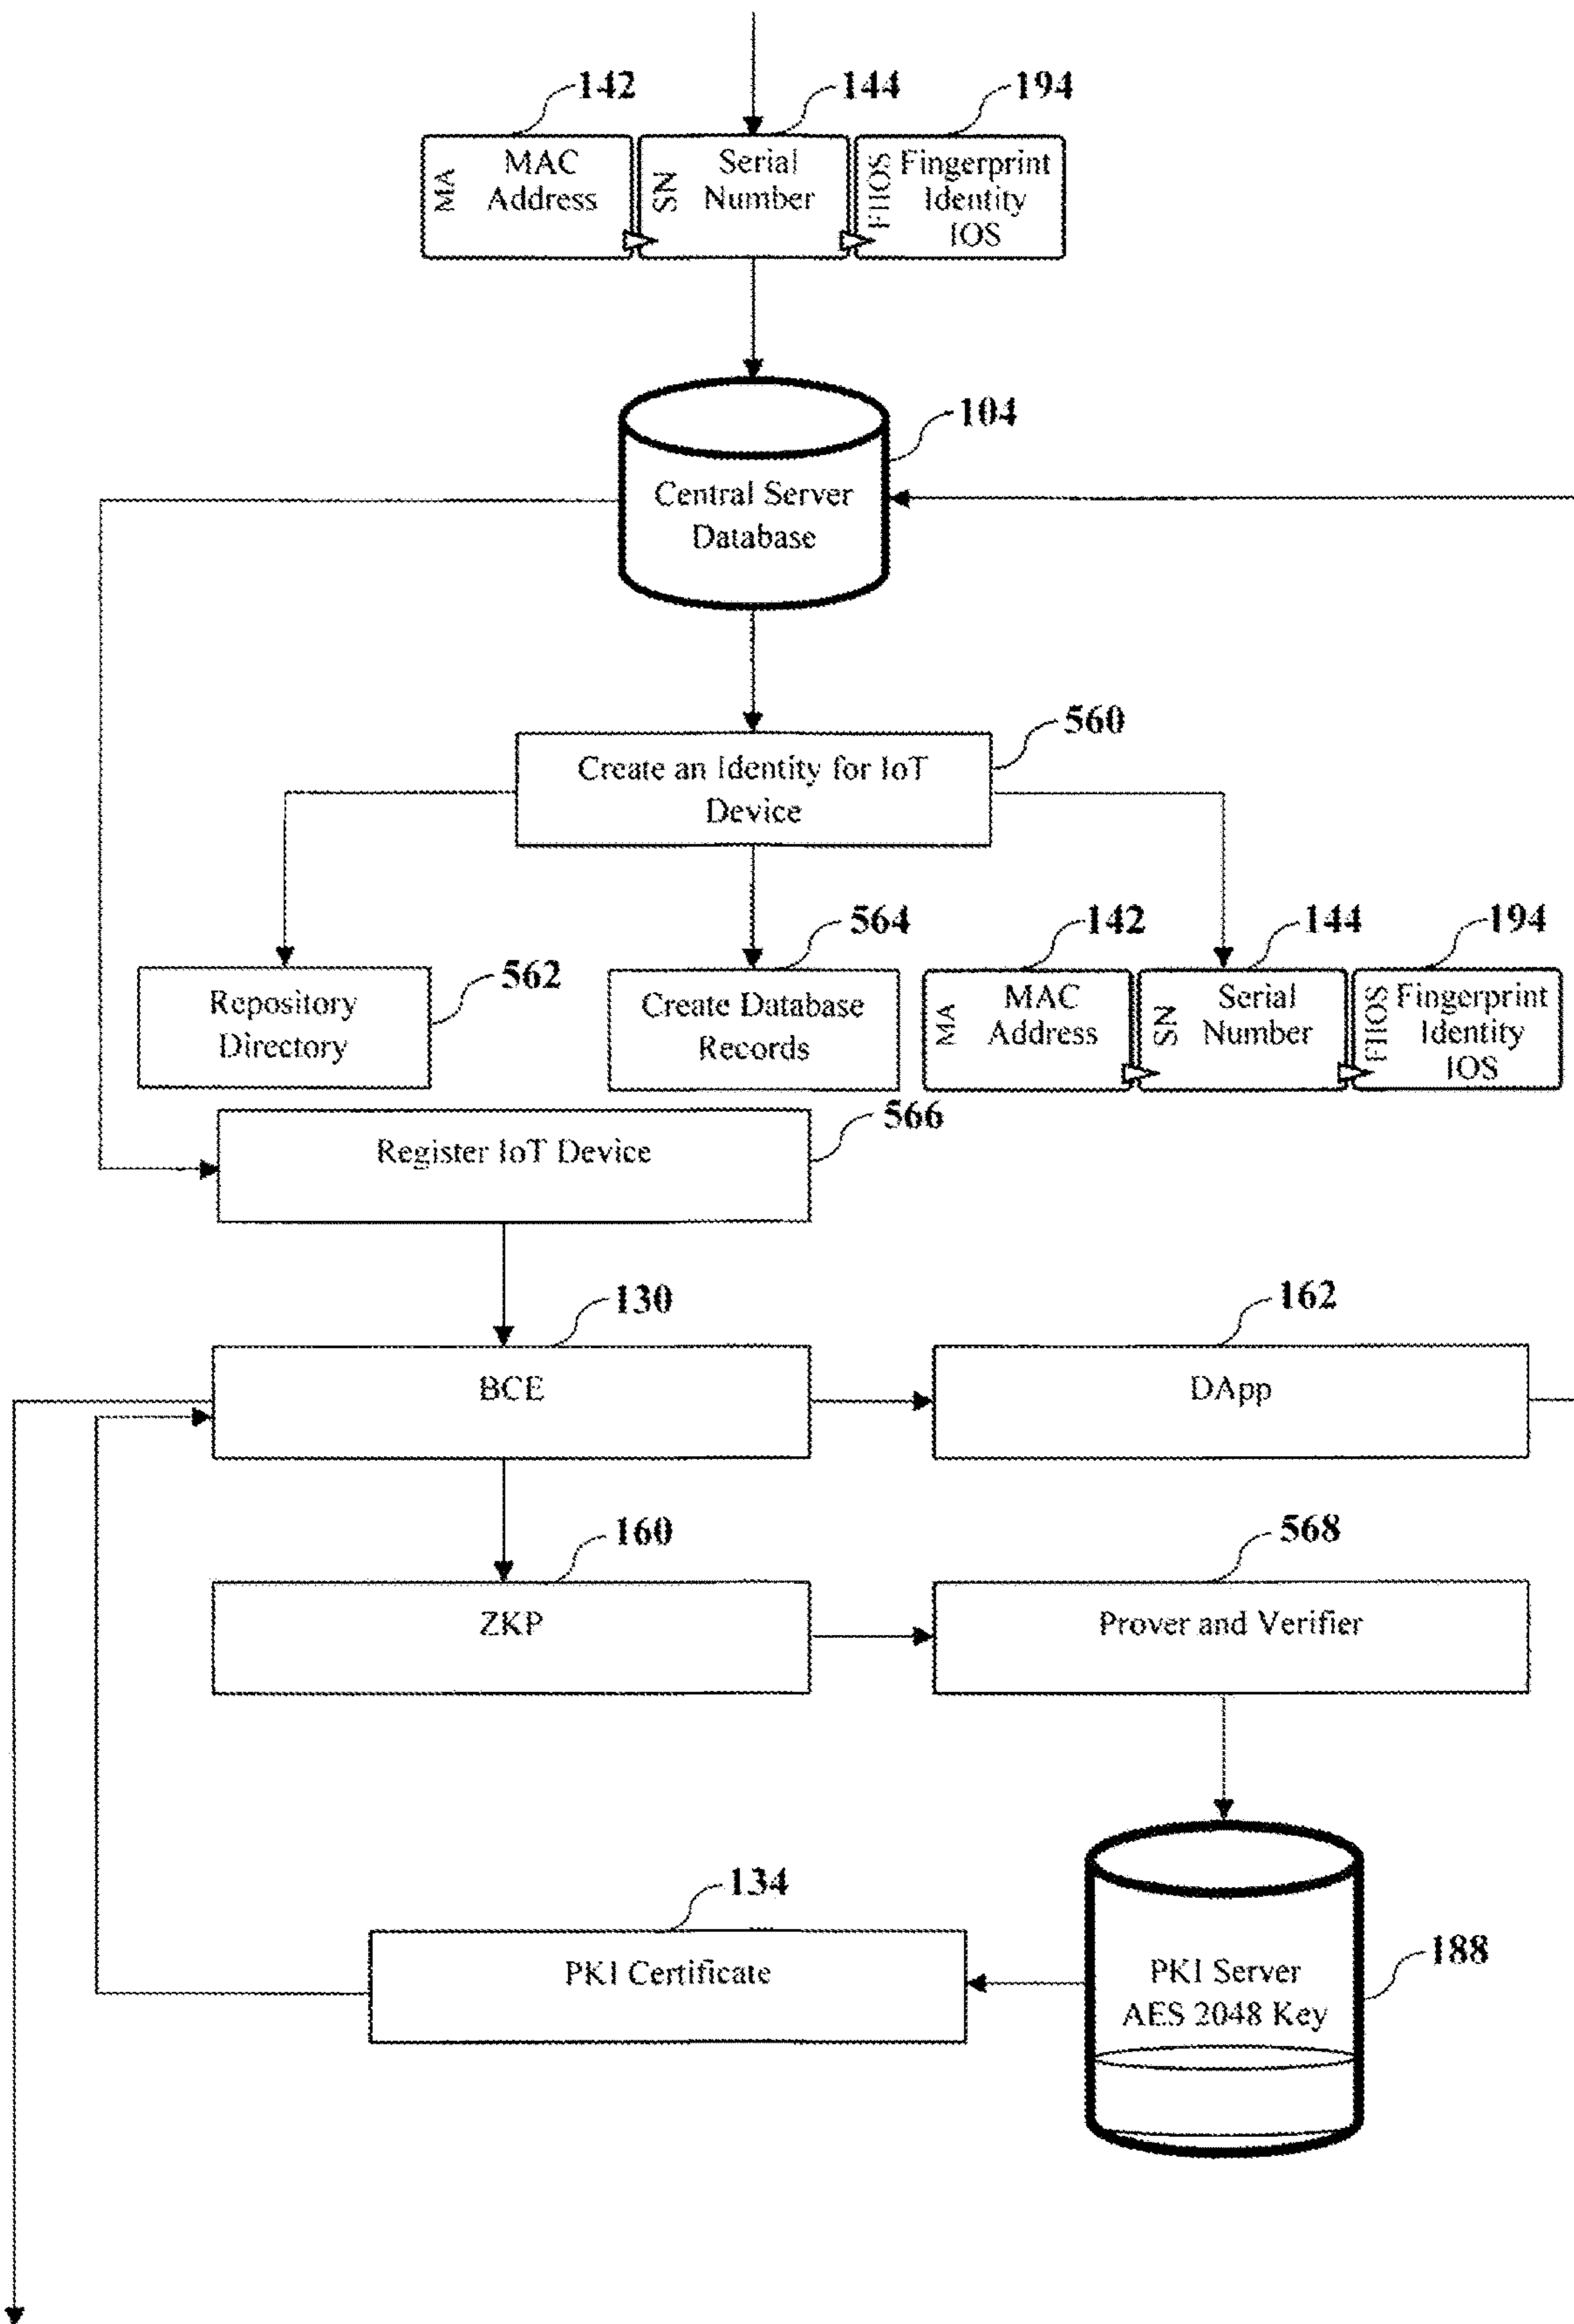 142
144
194
MA
MAC
Address
SN
Serial
Number
FIIOS
Fingerprint
Identity
IOS
104
Central Server
Database
560
Create an Identity for IoT
Device
562
Repository
Directory
564
Create Database
Records
142
144
194
MA
MAC
Address
SN
Serial
Number
FIIOS
Fingerprint
Identity
IOS
566
Register IoT Device
130
BCE
162
DApp
160
ZKP
568
Prover and Verifier
134
PKI Certificate
188
PKI Server
AES 2048 Key